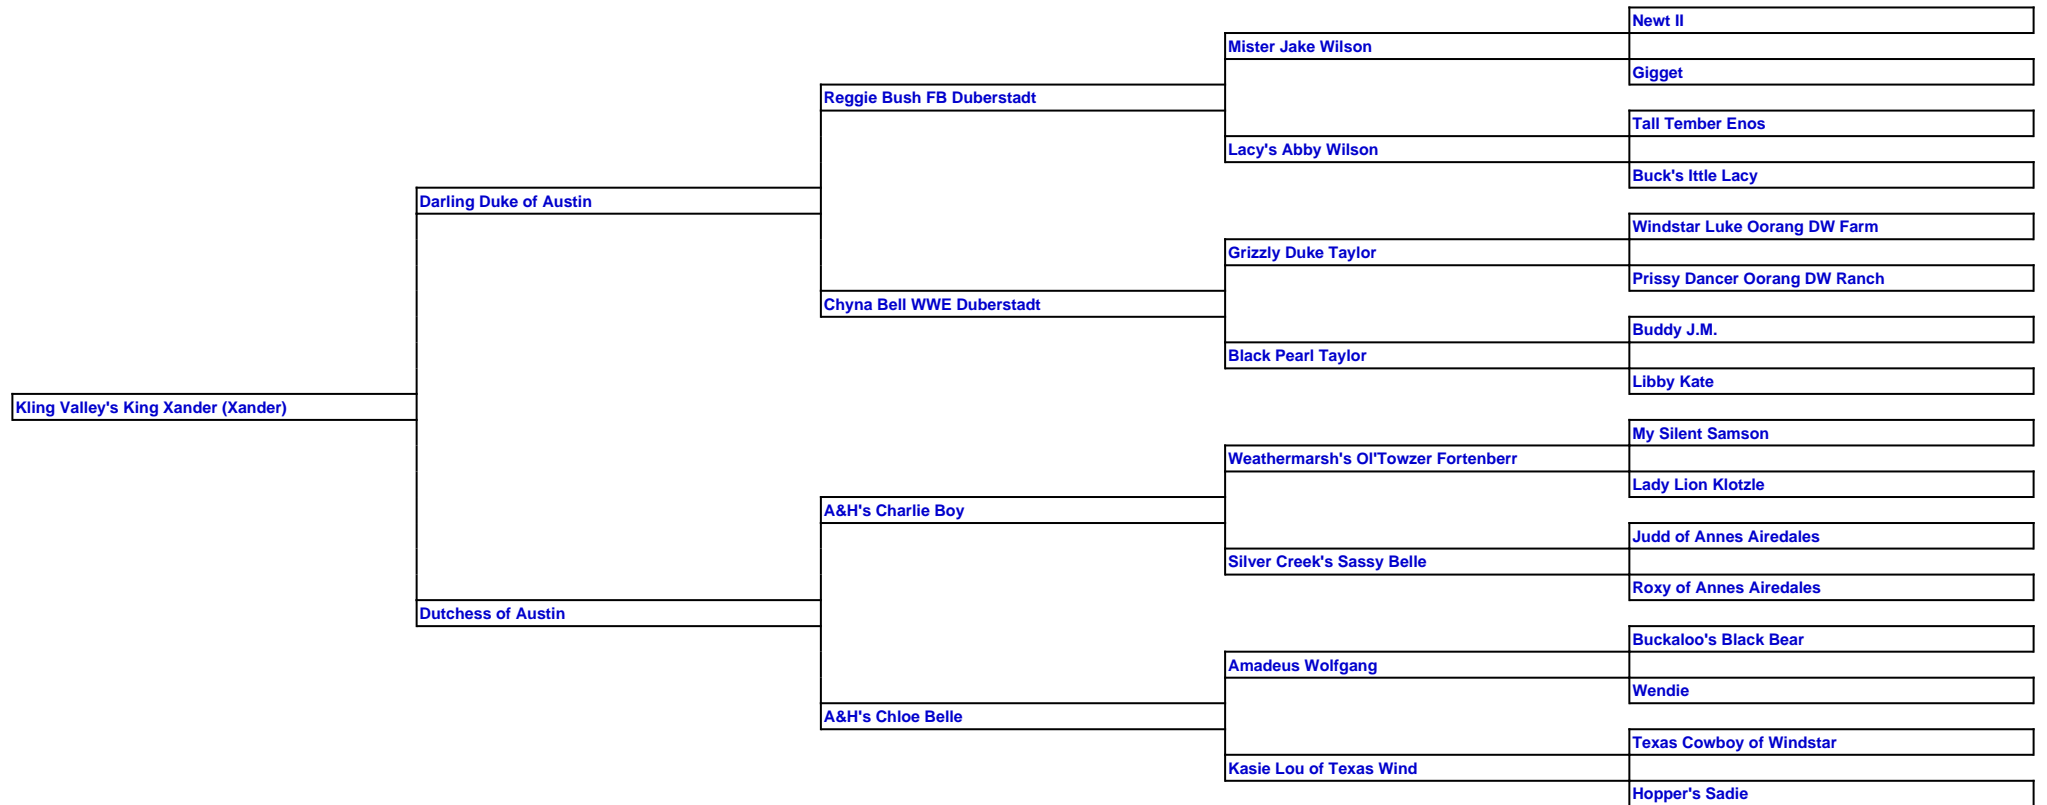 Newt II
Mister Jake Wilson
Gigget
Reggie Bush FB Duberstadt
Tall Tember Enos
Lacy's Abby Wilson
Buck's Ittle Lacy
Darling Duke of Austin
Windstar Luke Oorang DW Farm
Grizzly Duke Taylor
Prissy Dancer Oorang DW Ranch
Chyna Bell WWE Duberstadt
Buddy J.M.
Black Pearl Taylor
Libby Kate
Kling Valley's King Xander (Xander)
My Silent Samson
Weathermarsh's Ol'Towzer Fortenberr
Lady Lion Klotzle
A&H's Charlie Boy
Judd of Annes Airedales
Silver Creek's Sassy Belle
Roxy of Annes Airedales
Dutchess of Austin
Buckaloo's Black Bear
Amadeus Wolfgang
Wendie
A&H's Chloe Belle
Texas Cowboy of Windstar
Kasie Lou of Texas Wind
Hopper's Sadie